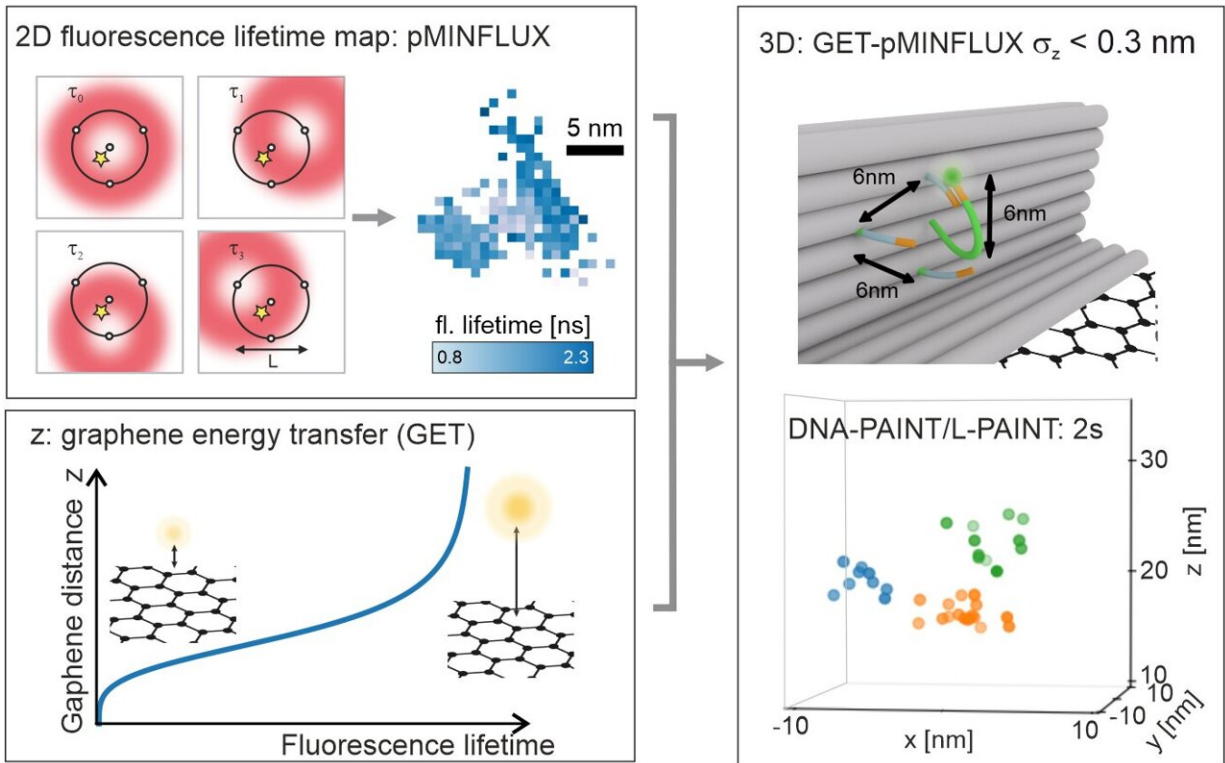 2D fluorescence lifetime map: pMINFLUX
τ0
τ1
τ2
τ3
L
5 nm
fl. lifetime [ns]
0.8 2.3
z: graphene energy transfer (GET)
Gaphene distance z
Fluorescence lifetime
3D: GET-pMINFLUX σz < 0.3 nm
6nm
6nm
6nm
DNA-PAINT/L-PAINT: 2s
30
20
10
z [nm]
10
-10
y [nm]
-10 10
x [nm]